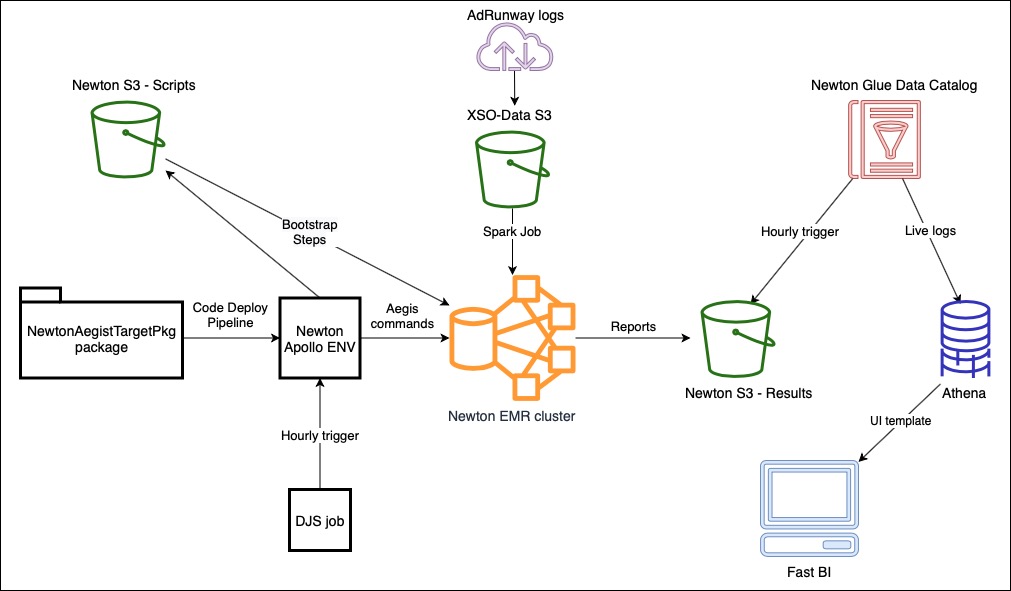 AdRunway logs
Newton S3 - Scripts
Newton Glue Data Catalog
XSO-Data S3
Bootstrap
Steps
Spark Job
Hourly trigger
Live logs
NewtonAegistTargetPkg
package
Code Deploy
Pipeline
Newton
Apollo ENV
Aegis
commands
Reports
Newton EMR cluster
Newton S3 - Results
Athena
Hourly trigger
UI template
DJS job
Fast BI